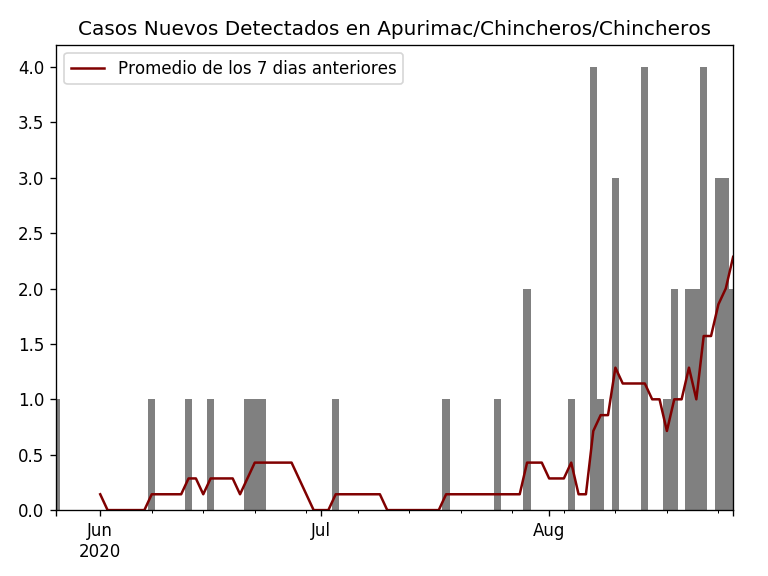 Casos Nuevos Detectados en Apurimac/Chincheros/Chincheros
Promedio de los 7 dias anteriores
4.0
3.5
3.0
2.5
2.0
1.5
1.0
0.5
0.0
Jun
2020
Jul
Aug